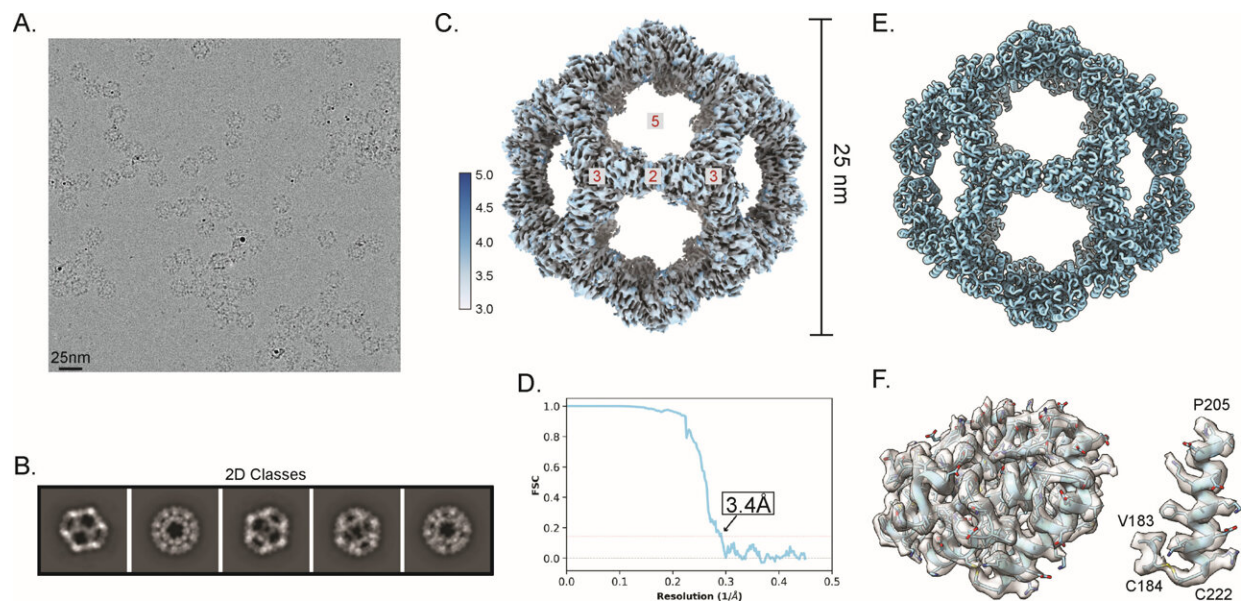 A.
25nm
B.
2D Classes
C.
5
3 2 3
5.0
4.5
4.0
3.5
3.0
25 nm
D.
FSC
1.0
0.8
0.6
0.4
0.2
0.0
3.4Å
0.0 0.1 0.2 0.3 0.4 0.5
Resolution (1/Å)
E.
F.
P205
V183
C184
C222